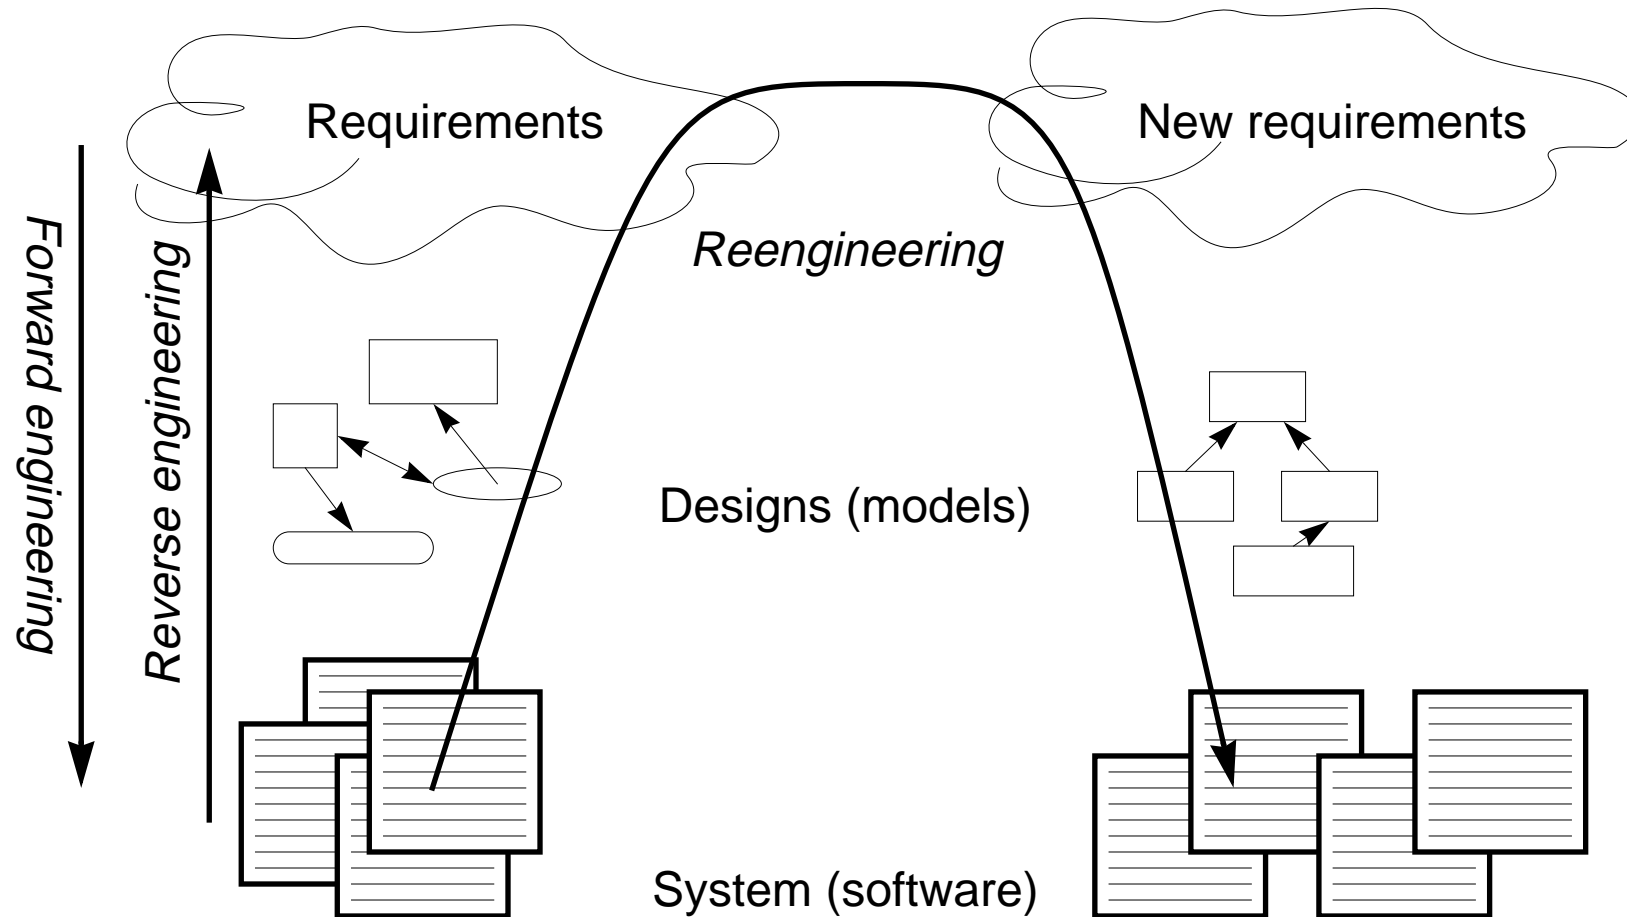 Requirements
New requirements
Forward engineering
Reverse engineering
Reengineering
Designs (models)
System (software)